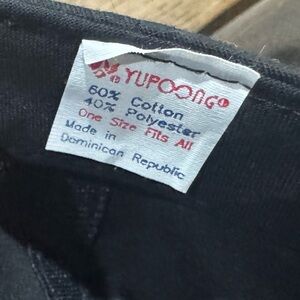 YUPOONG
60% Cotton
40% Polyester
One Size Fits All
Made in
Dominican Republic